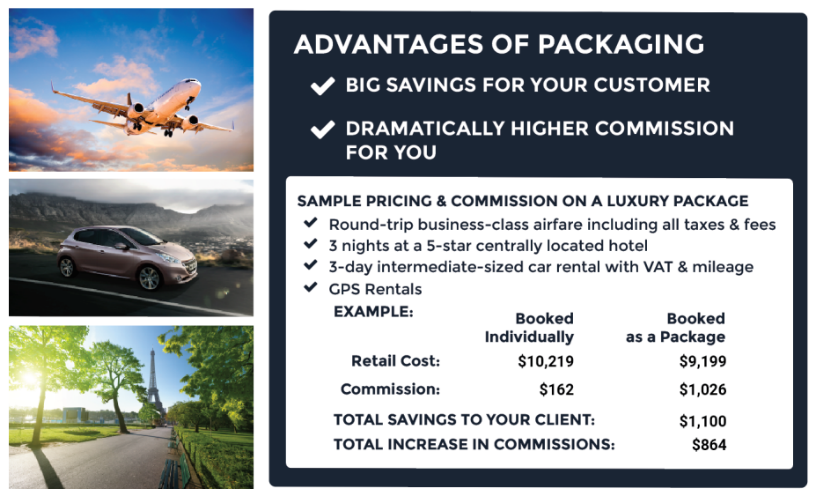 ADVANTAGES OF PACKAGING
BIG SAVINGS FOR YOUR CUSTOMER
DRAMATICALLY HIGHER COMMISSION
FOR YOU
SAMPLE PRICING & COMMISSION ON A LUXURY PACKAGE
Round-trip business-class airfare including all taxes & fees
3 nights at a 5-star centrally located hotel
3-day intermediate-sized car rental with VAT & mileage
GPS Rentals
EXAMPLE:
Booked Booked
Individually as a Package
Retail Cost: $10,219 $9,199
Commission: $162 $1,026
TOTAL SAVINGS TO YOUR CLIENT: $1,100
TOTAL INCREASE IN COMMISSIONS: $864